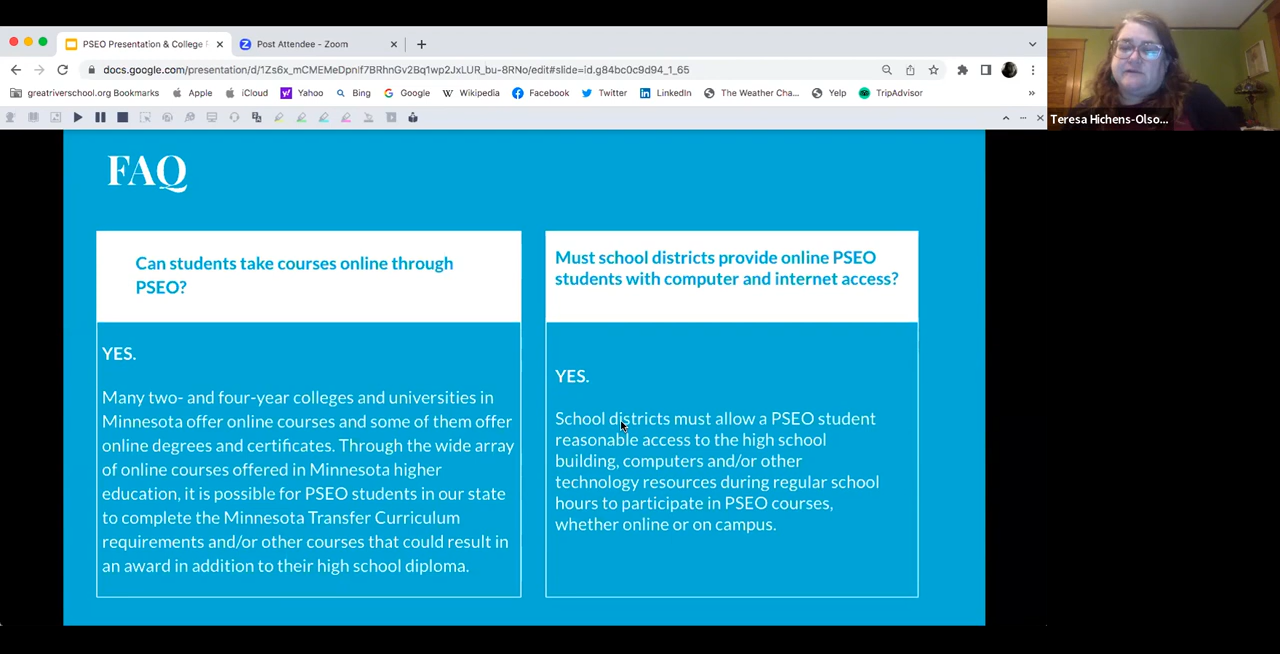 PSEO Presentation & College
Post Attendee - Zoom
docs.google.com/presentation/d/1Zs6x_mCMEMeDpnIf7BRhnGv2Bq1wp2JxLUR_bu-8RNo/edit#slide=id.g84bc0c9d94_1_65
greatriverschool.org Bookmarks
Apple
iCloud
Yahoo
Bing
Google
Wikipedia
Facebook
Twitter
LinkedIn
The Weather Cha...
Yelp
TripAdvisor
Teresa Hichens-Olso...
FAQ
Can students take courses online through
PSEO?
YES.
Many two- and four-year colleges and universities in
Minnesota offer online courses and some of them offer
online degrees and certificates. Through the wide array
of online courses offered in Minnesota higher
education, it is possible for PSEO students in our state
to complete the Minnesota Transfer Curriculum
requirements and/or other courses that could result in
an award in addition to their high school diploma.
Must school districts provide online PSEO
students with computer and internet access?
YES.
School districts must allow a PSEO student
reasonable access to the high school
building, computers and/or other
technology resources during regular school
hours to participate in PSEO courses,
whether online or on campus.